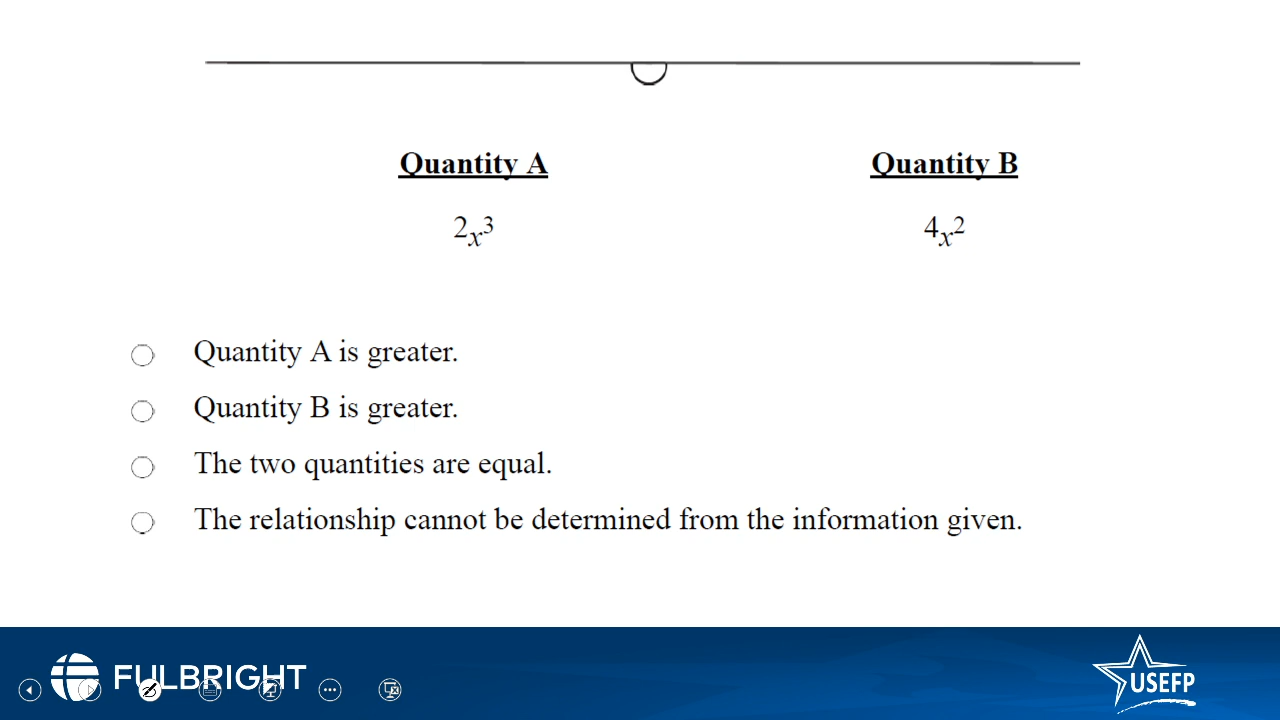 Quantity A Quantity B
2x³ 4x²
Quantity A is greater.
Quantity B is greater.
The two quantities are equal.
The relationship cannot be determined from the information given.
FULBRIGHT USEFP